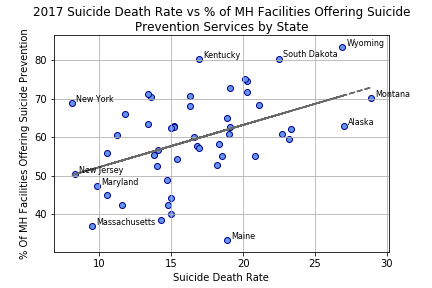 2017 Suicide Death Rate vs % of MH Facilities Offering Suicide
Prevention Services by State
% Of MH Facilities Offering Suicide Prevention
80
70
60
50
40
Wyoming
Kentucky
South Dakota
New York
Montana
Alaska
New Jersey
Maryland
Massachusetts
Maine
10
15
20
25
30
Suicide Death Rate